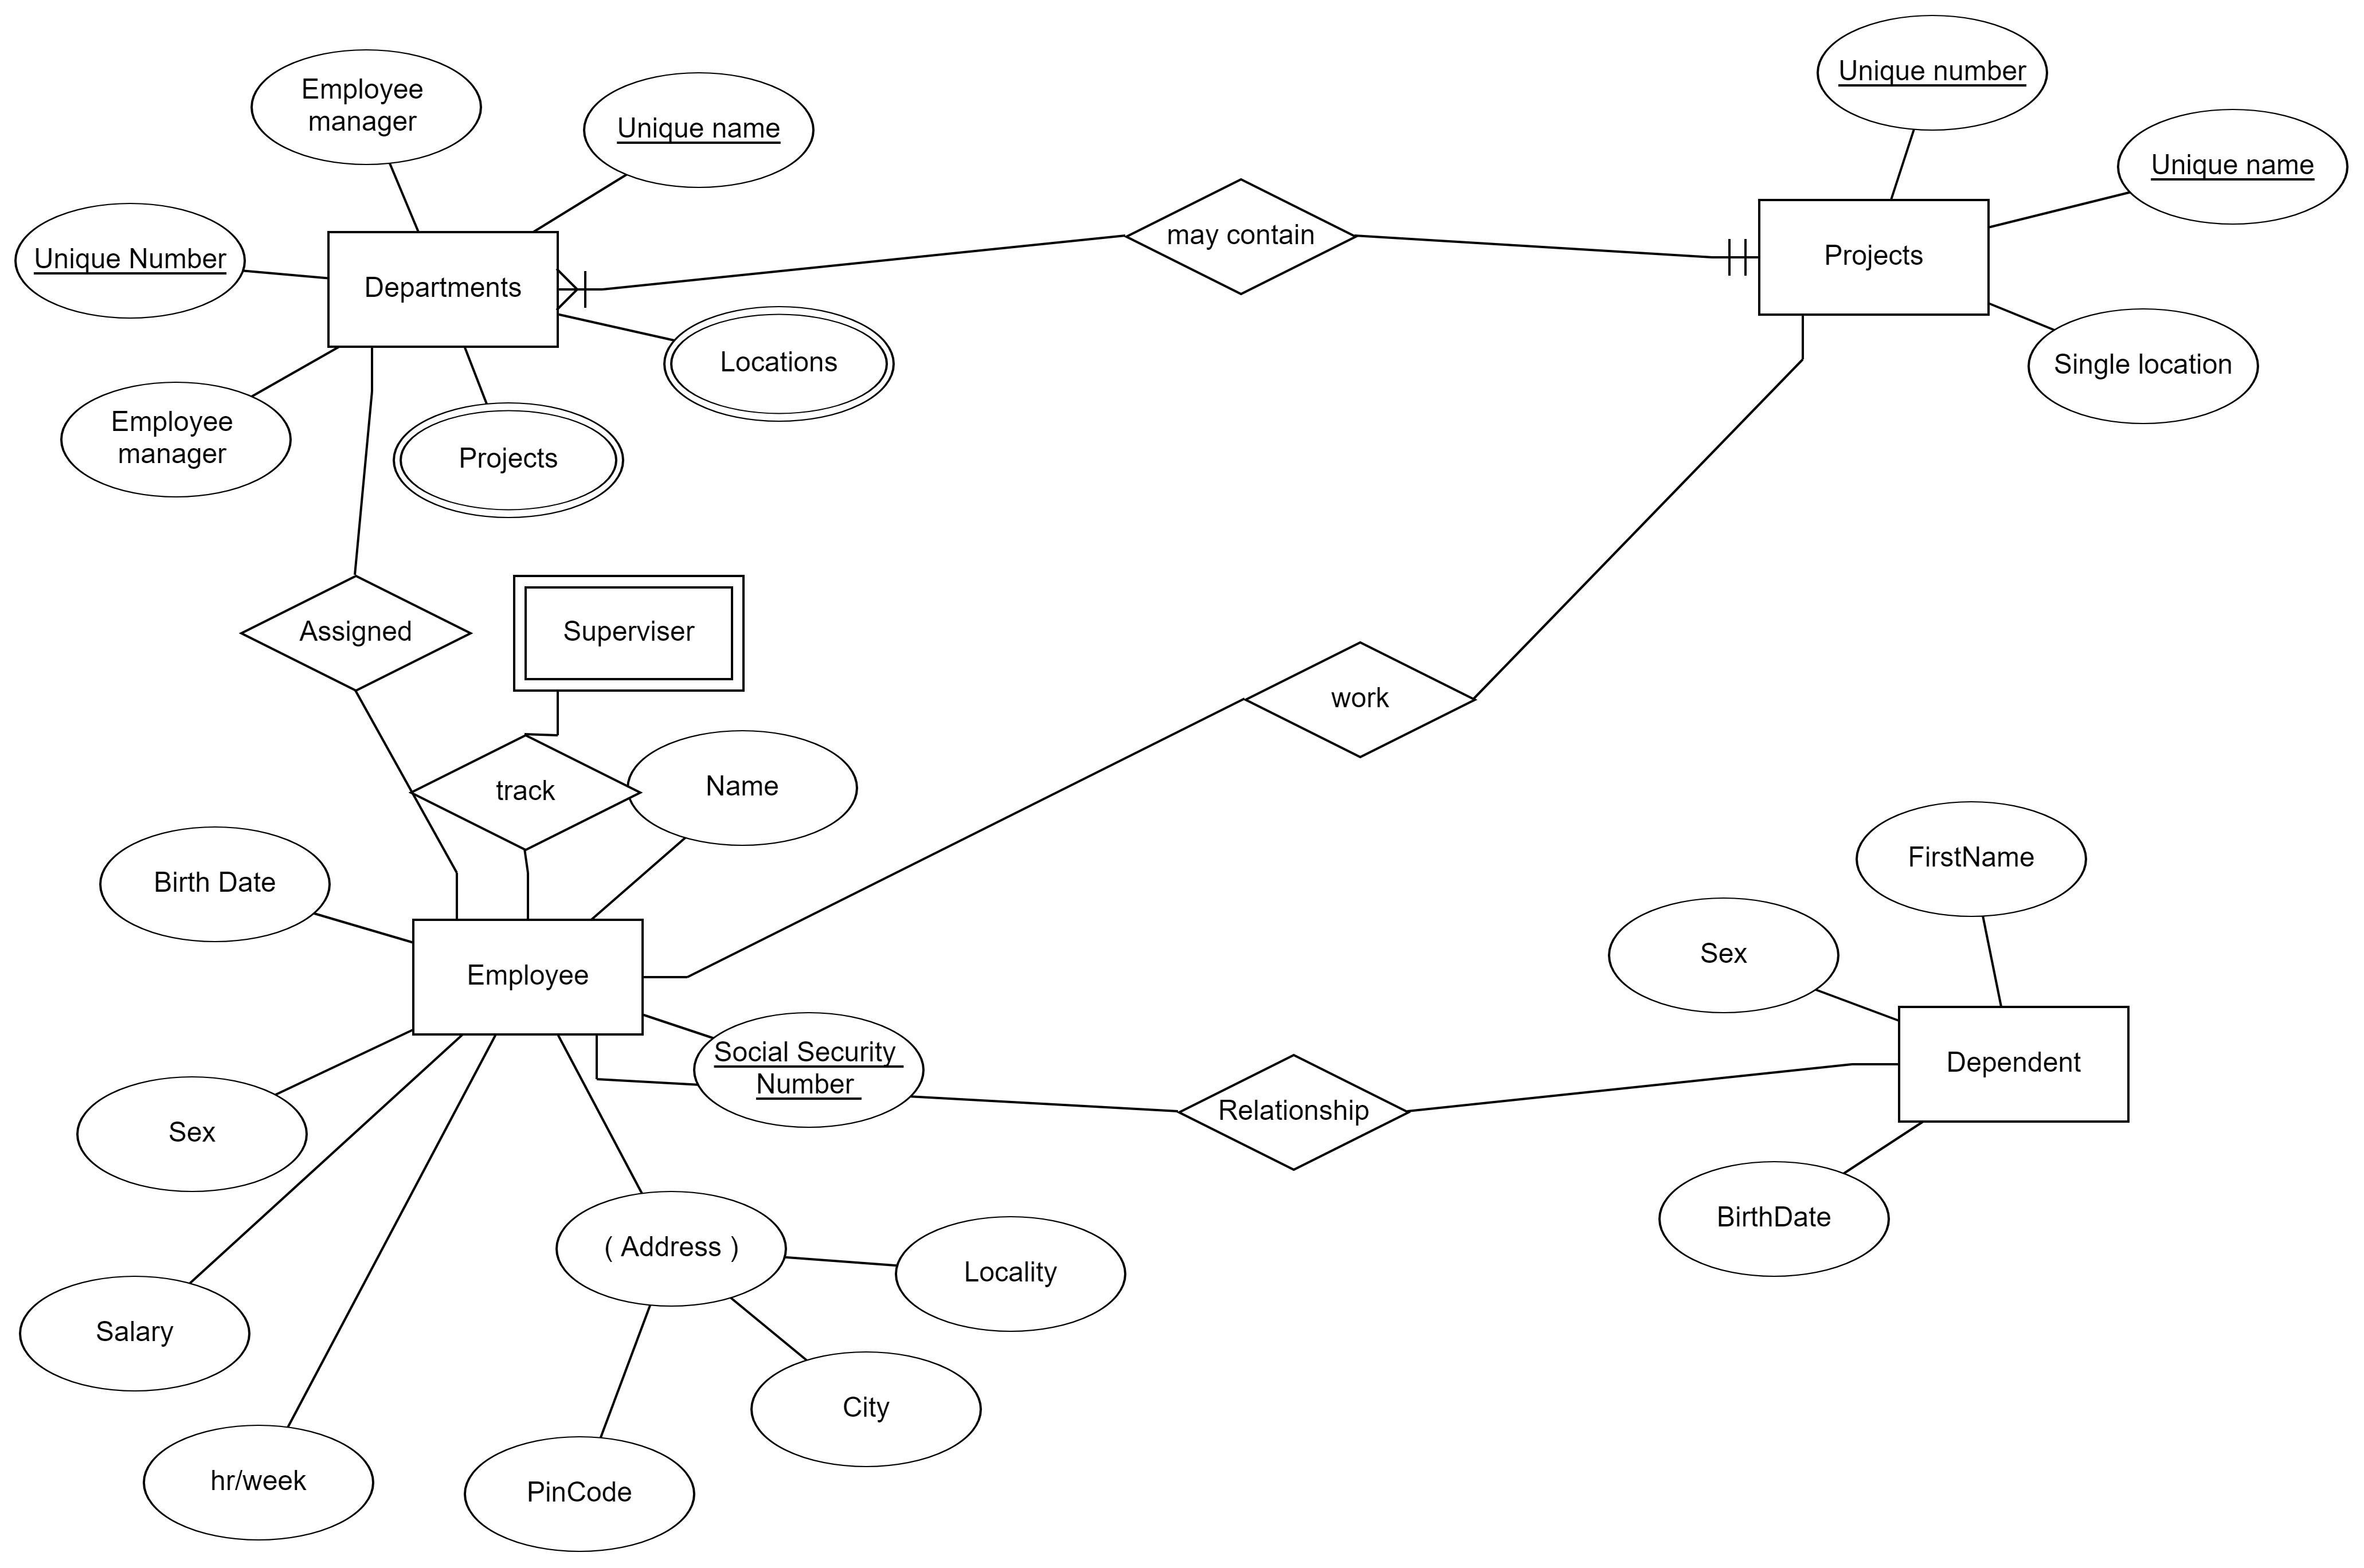 Unique number
Employee
manager
Unique name
Unique name
may contain
Unique Number
Departments
Projects
Locations
Single location
Employee
manager
Projects
Assigned
Superviser
work
track
Name
Birth Date
FirstName
Sex
Employee
Social Security
Number
Dependent
Relationship
Sex
BirthDate
( Address )
Locality
Salary
City
hr/week
PinCode